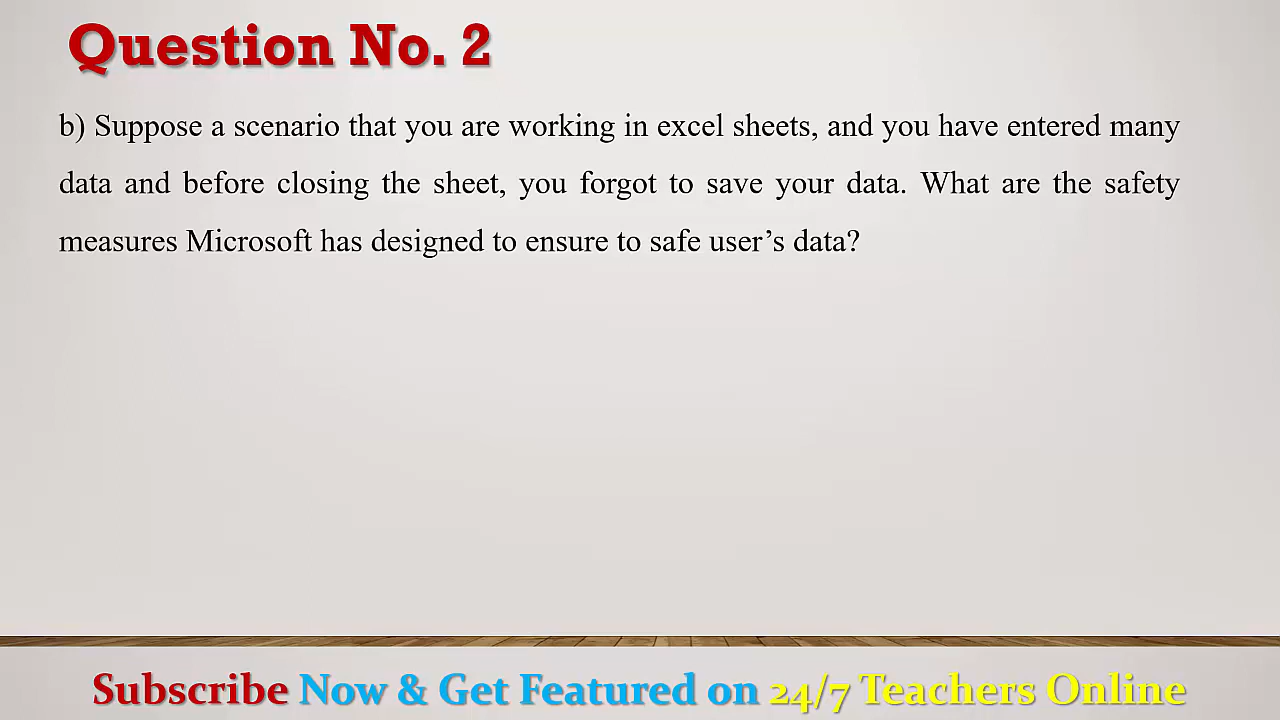 Question No. 2
b) Suppose a scenario that you are working in excel sheets, and you have entered many
data and before closing the sheet, you forgot to save your data. What are the safety
measures Microsoft has designed to ensure to safe user’s data?
Subscribe Now & Get Featured on 24/7 Teachers Online